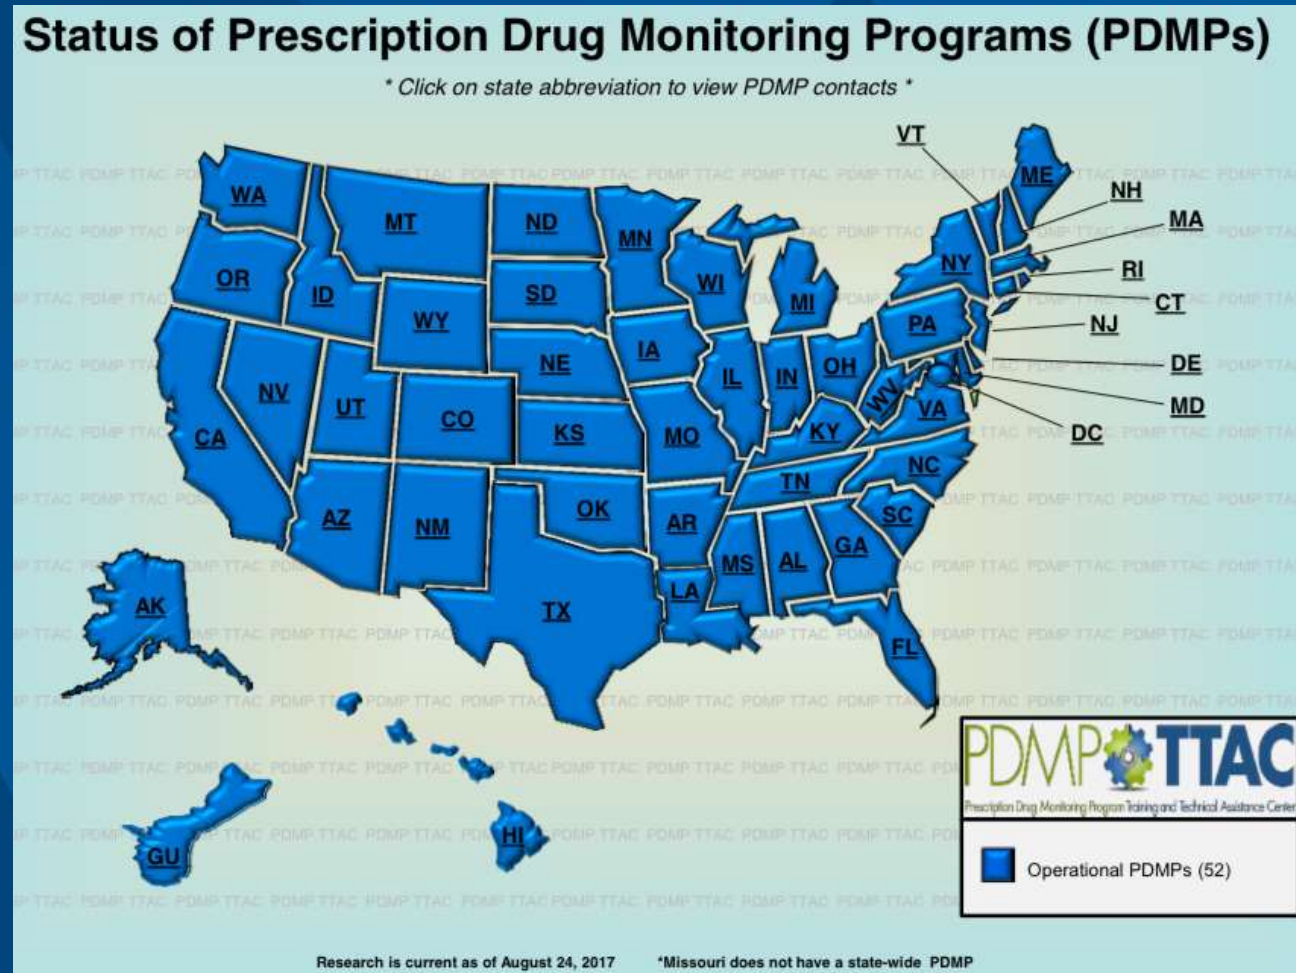 Status of Prescription Drug Monitoring Programs (PDMPs)
* Click on state abbreviation to view PDMP contacts *
VT
ME
WA
NH
MT
ND
MA
MN
NY
OR
RI
WI
ID
SD
MI
CT
WY
PA
NJ
IA
NE
OH
DE
IL
IN
NV
UT
WV
MD
VA
CO
KS
MO
KY
DC
CA
NC
TN
OK
SC
AZ
NM
AR
GA
MS
AL
LA
AK
TX
FL
HI
GU
PDMP TTAC
Prescription Drug Monitoring Program Training and Technical Assistance Center
Operational PDMPs (52)
Research is current as of August 24, 2017 *Missouri does not have a state-wide PDMP